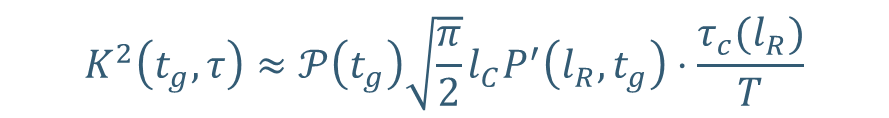 K²(t_g, τ) ≈ 𝒫(t_g) √(π/2) l_C P′(l_R, t_g) · τ_c(l_R)/T